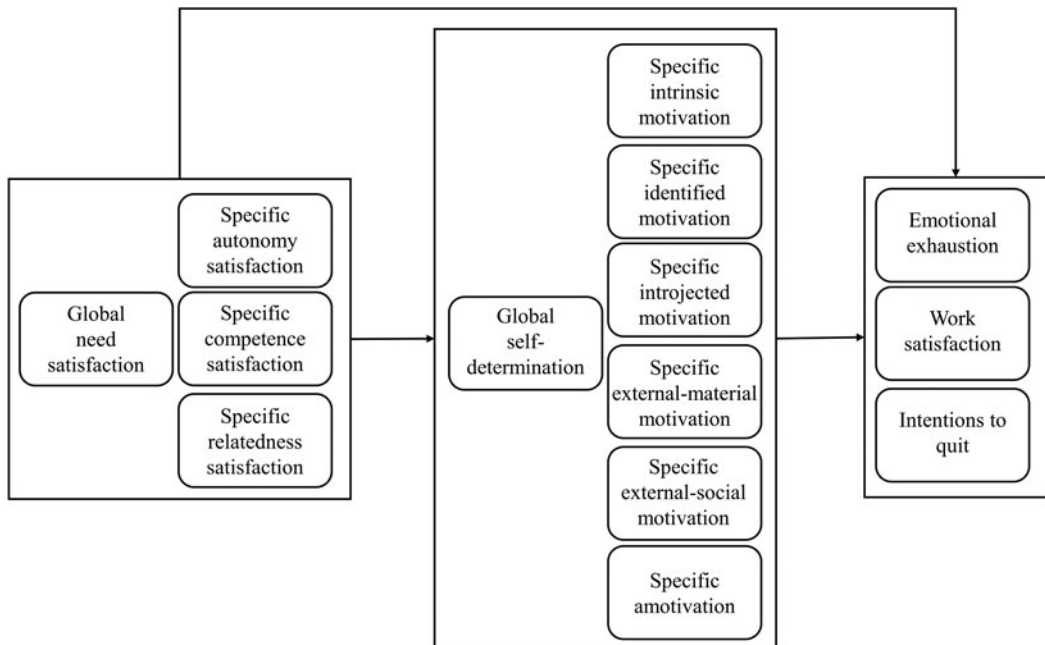 Global
need
satisfaction
Specific
autonomy
satisfaction
Specific
competence
satisfaction
Specific
relatedness
satisfaction
Global
self-
determination
Specific
intrinsic
motivation
Specific
identified
motivation
Specific
introjected
motivation
Specific
external-material
motivation
Specific
external-social
motivation
Specific
amotivation
Emotional
exhaustion
Work
satisfaction
Intentions to
quit